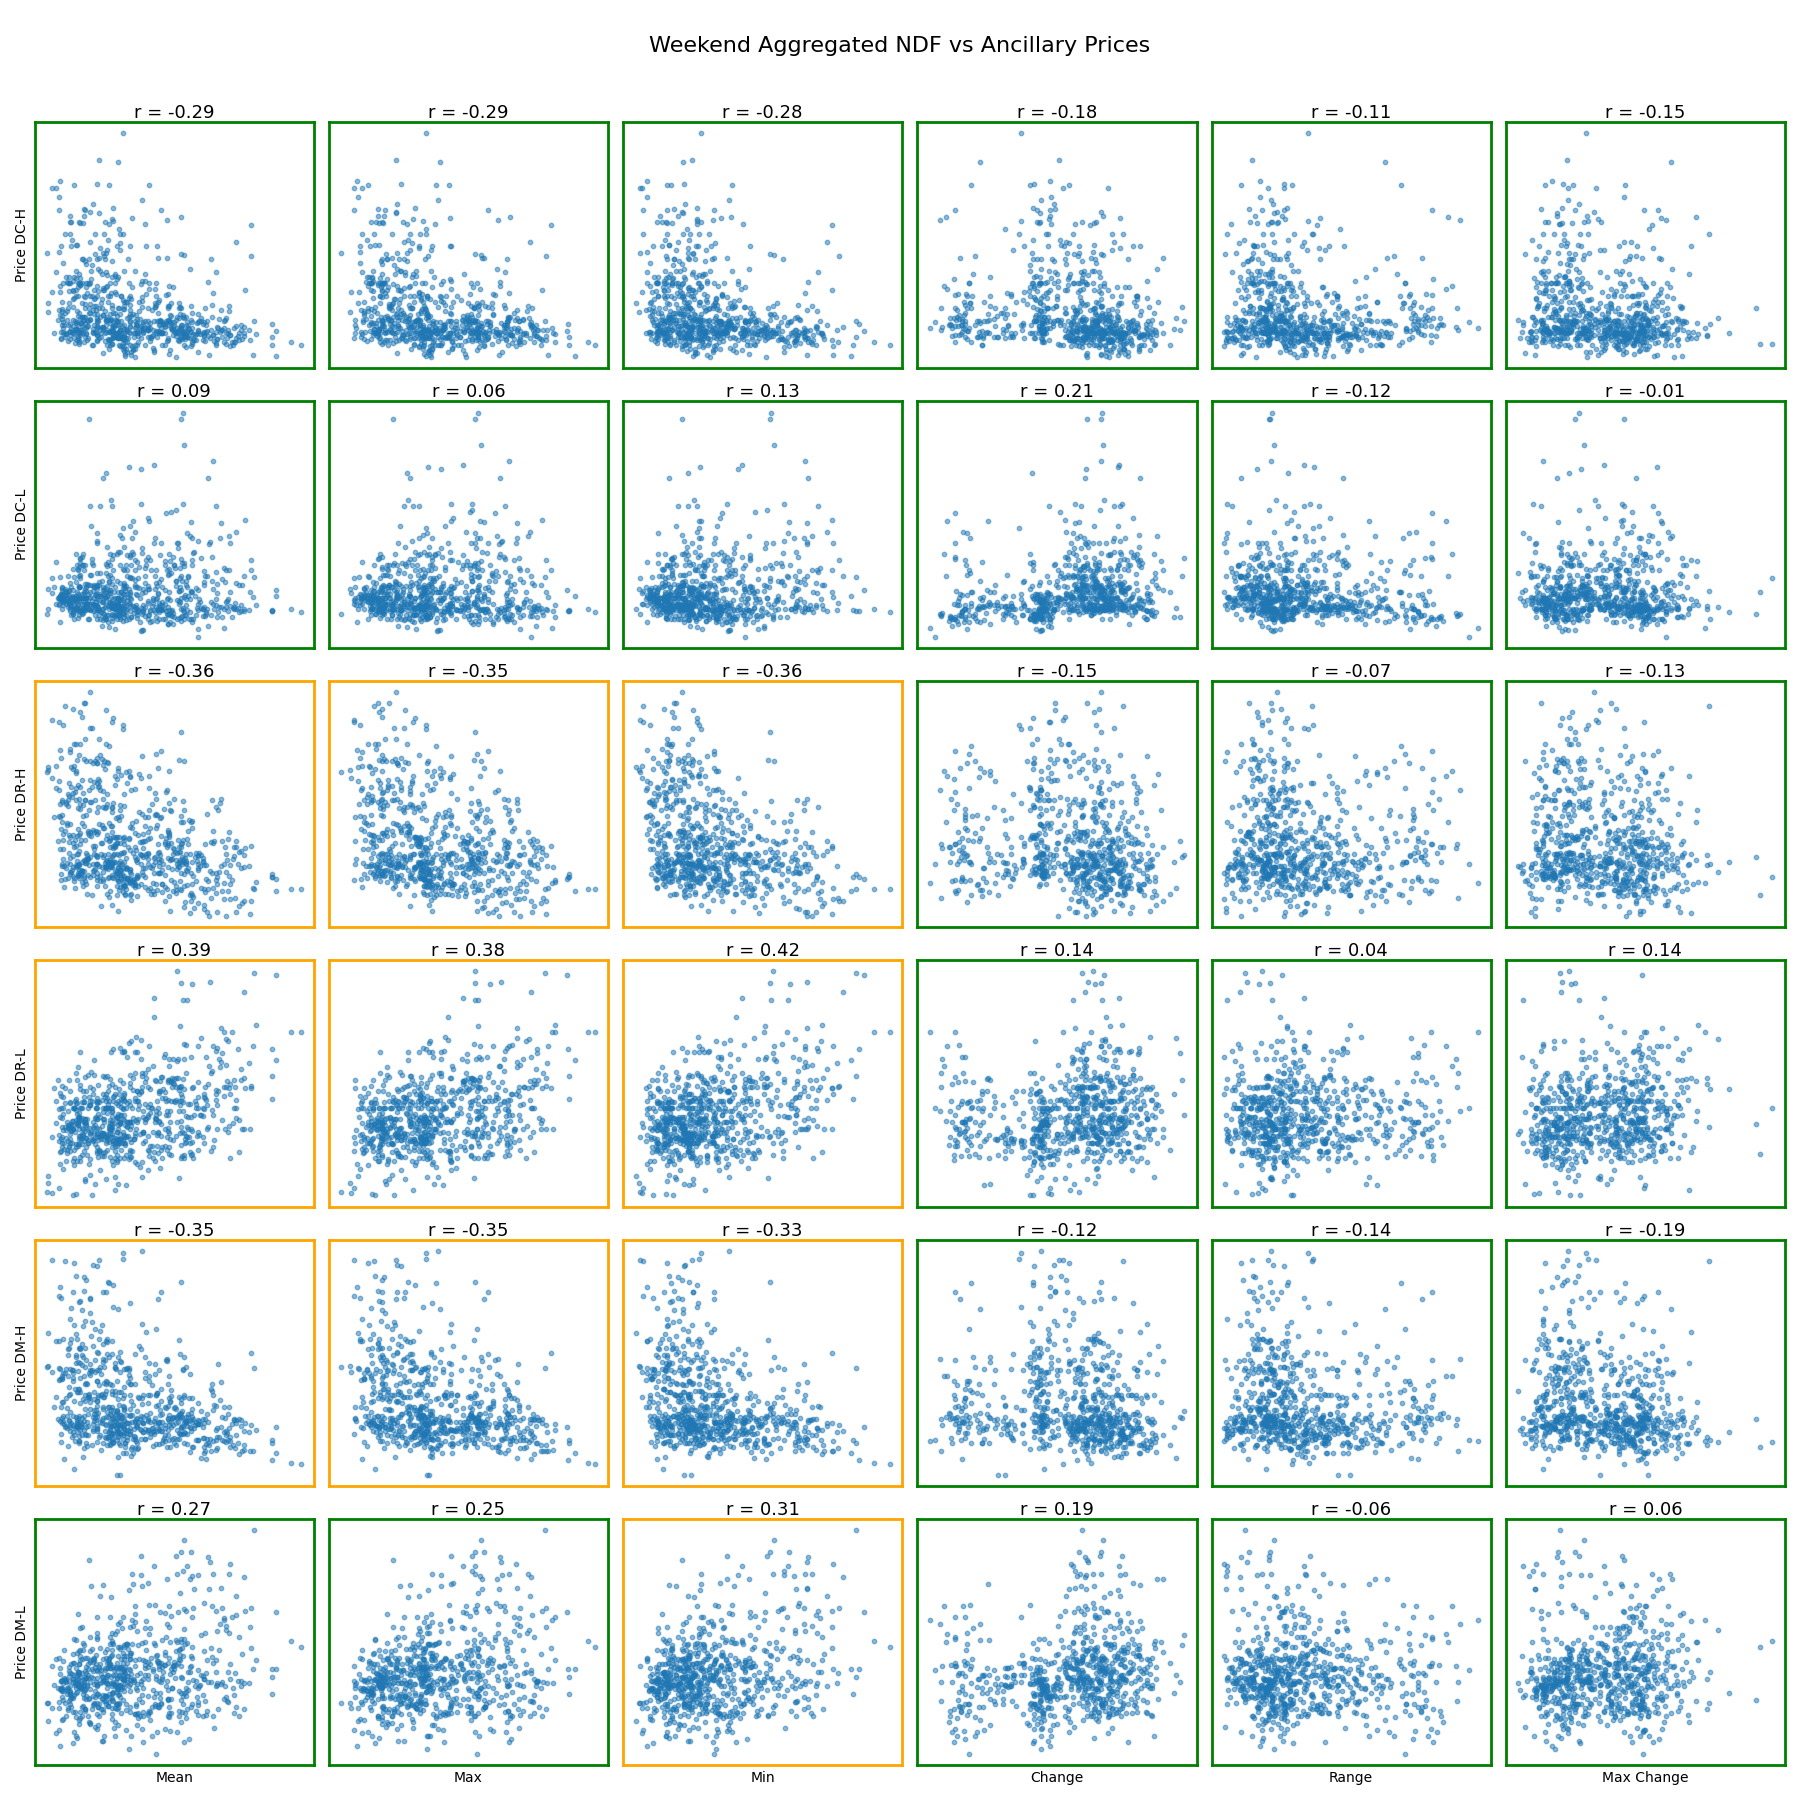 Weekend Aggregated NDF vs Ancillary Prices
r = -0.29
r = -0.29
r = -0.28
r = -0.18
r = -0.11
r = -0.15
Price DC-H
r = 0.09
r = 0.06
r = 0.13
r = 0.21
r = -0.12
r = -0.01
Price DC-L
r = -0.36
r = -0.35
r = -0.36
r = -0.15
r = -0.07
r = -0.13
Price DR-H
r = 0.39
r = 0.38
r = 0.42
r = 0.14
r = 0.04
r = 0.14
Price DR-L
r = -0.35
r = -0.35
r = -0.33
r = -0.12
r = -0.14
r = -0.19
Price DM-H
r = 0.27
r = 0.25
r = 0.31
r = 0.19
r = -0.06
r = 0.06
Price DM-L
Mean
Max
Min
Change
Range
Max Change